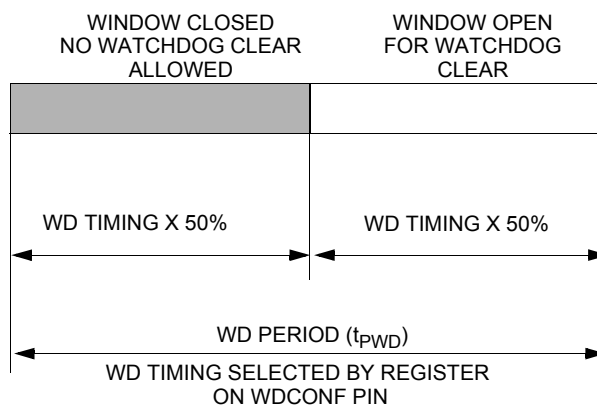 WINDOW CLOSED
NO WATCHDOG CLEAR
ALLOWED
WINDOW OPEN
FOR WATCHDOG
CLEAR
WD TIMING X 50%
WD TIMING X 50%
WD PERIOD (tPWD)
WD TIMING SELECTED BY REGISTER
ON WDCONF PIN